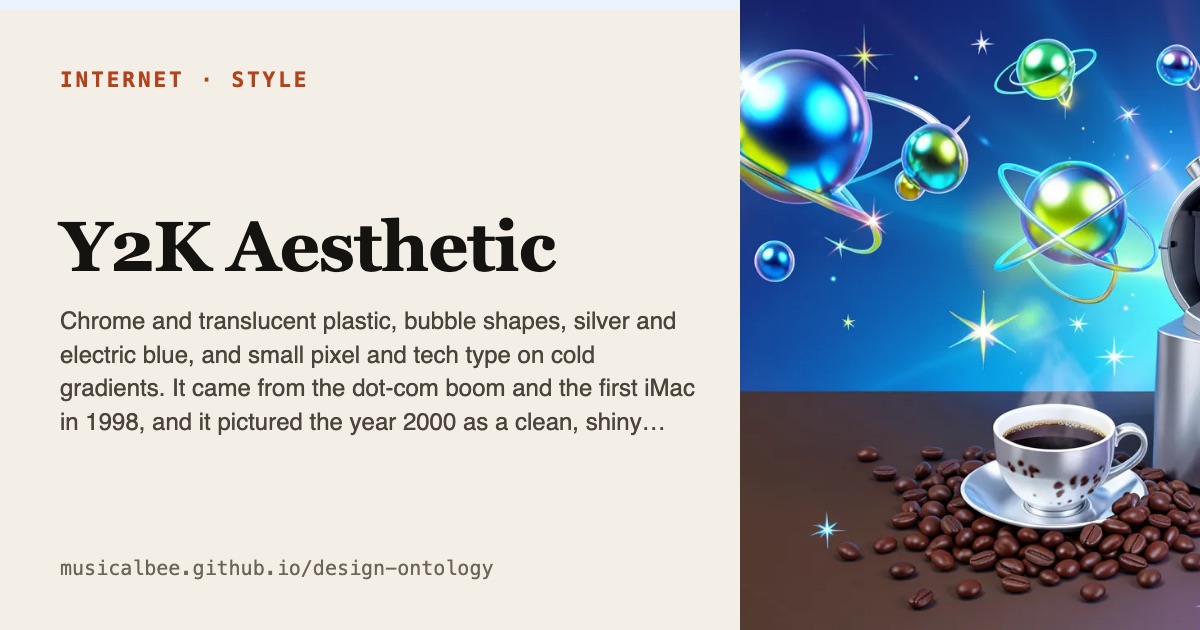 INTERNET · STYLE
Y2K Aesthetic
Chrome and translucent plastic, bubble shapes, silver and
electric blue, and small pixel and tech type on cold
gradients. It came from the dot-com boom and the first iMac
in 1998, and it pictured the year 2000 as a clean, shiny…
musicalbee.github.io/design-ontology